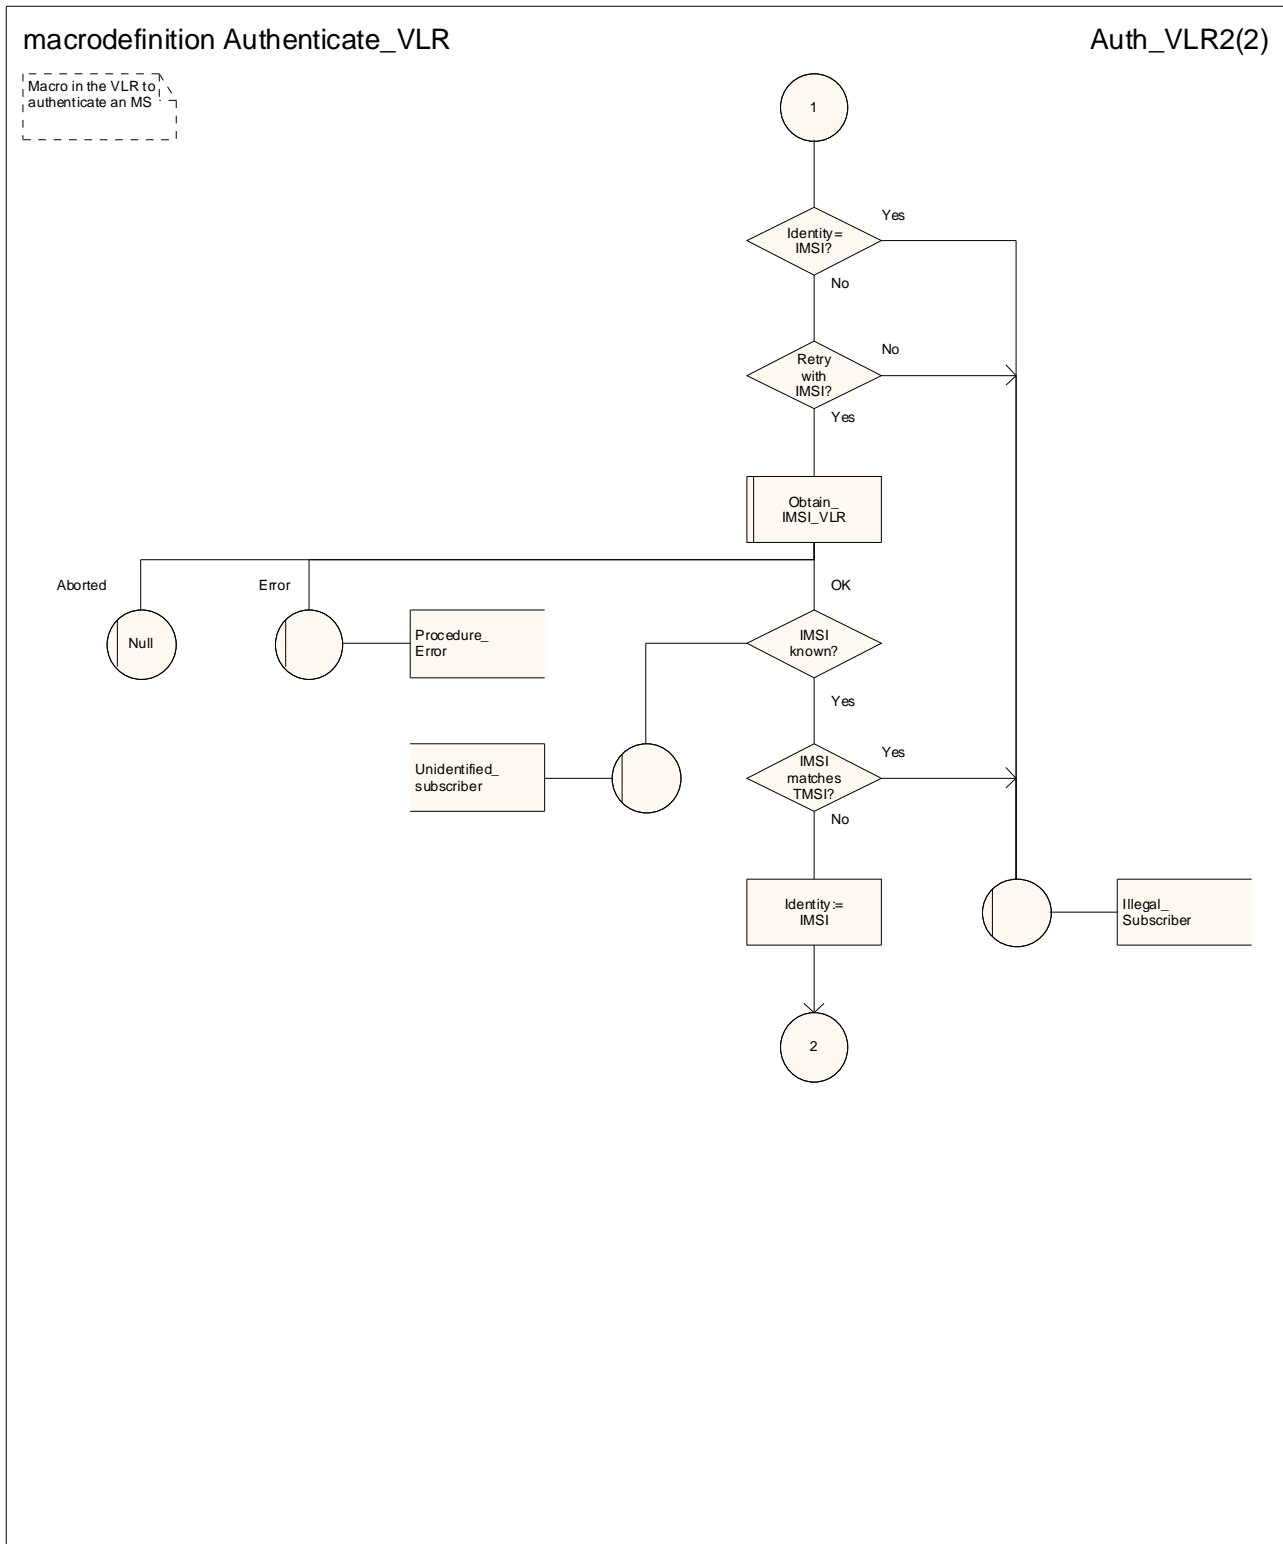 macrodefinition Authenticate_VLR
Auth_VLR2(2)
Macro in the VLR to
authenticate an MS
1
Identity=
IMSI?
Yes
No
Retry
with
IMSI?
No
Yes
Obtain_
IMSI_VLR
Aborted
Error
OK
Null
Procedure_
Error
IMSI
known?
Yes
Unidentified_
subscriber
IMSI
matches
TMSI?
Yes
No
Identity:=
IMSI
Illegal_
Subscriber
2